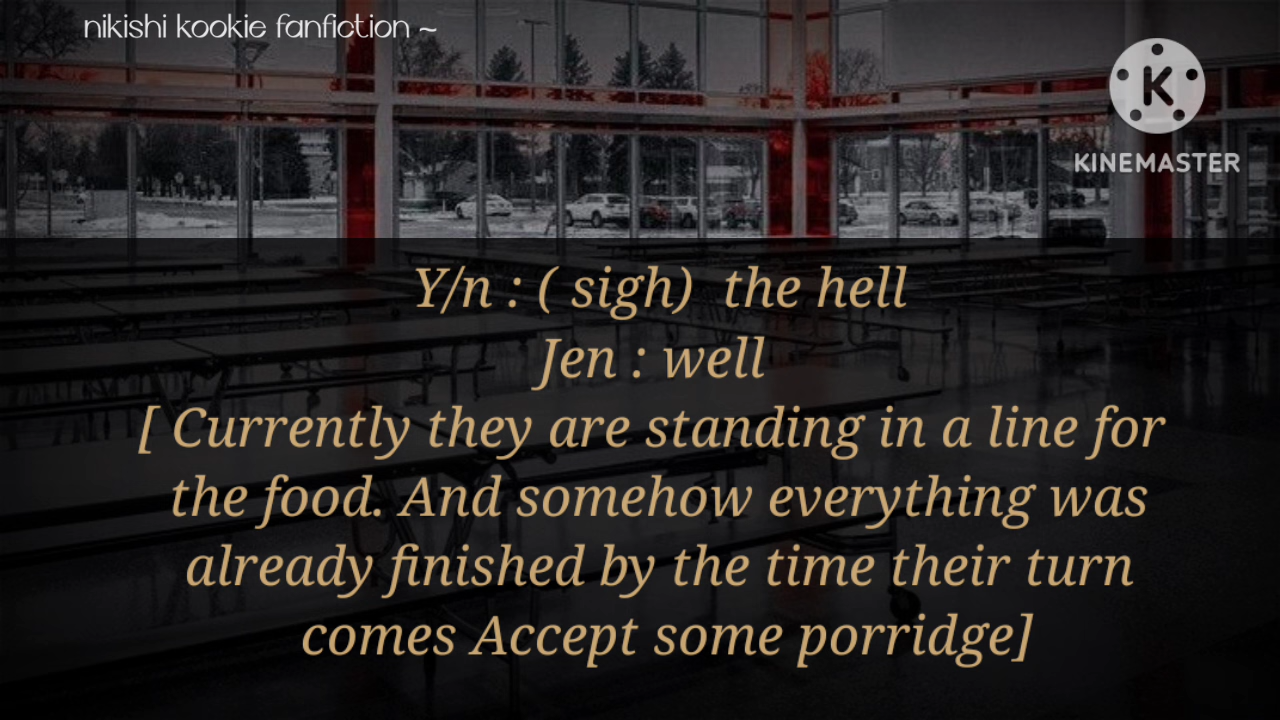 nikishi kookie fanfiction ~
K
KINEMASTER
Y/n : ( sigh)  the hell
Jen : well
[ Currently they are standing in a line for
the food. And somehow everything was
already finished by the time their turn
comes Accept some porridge]